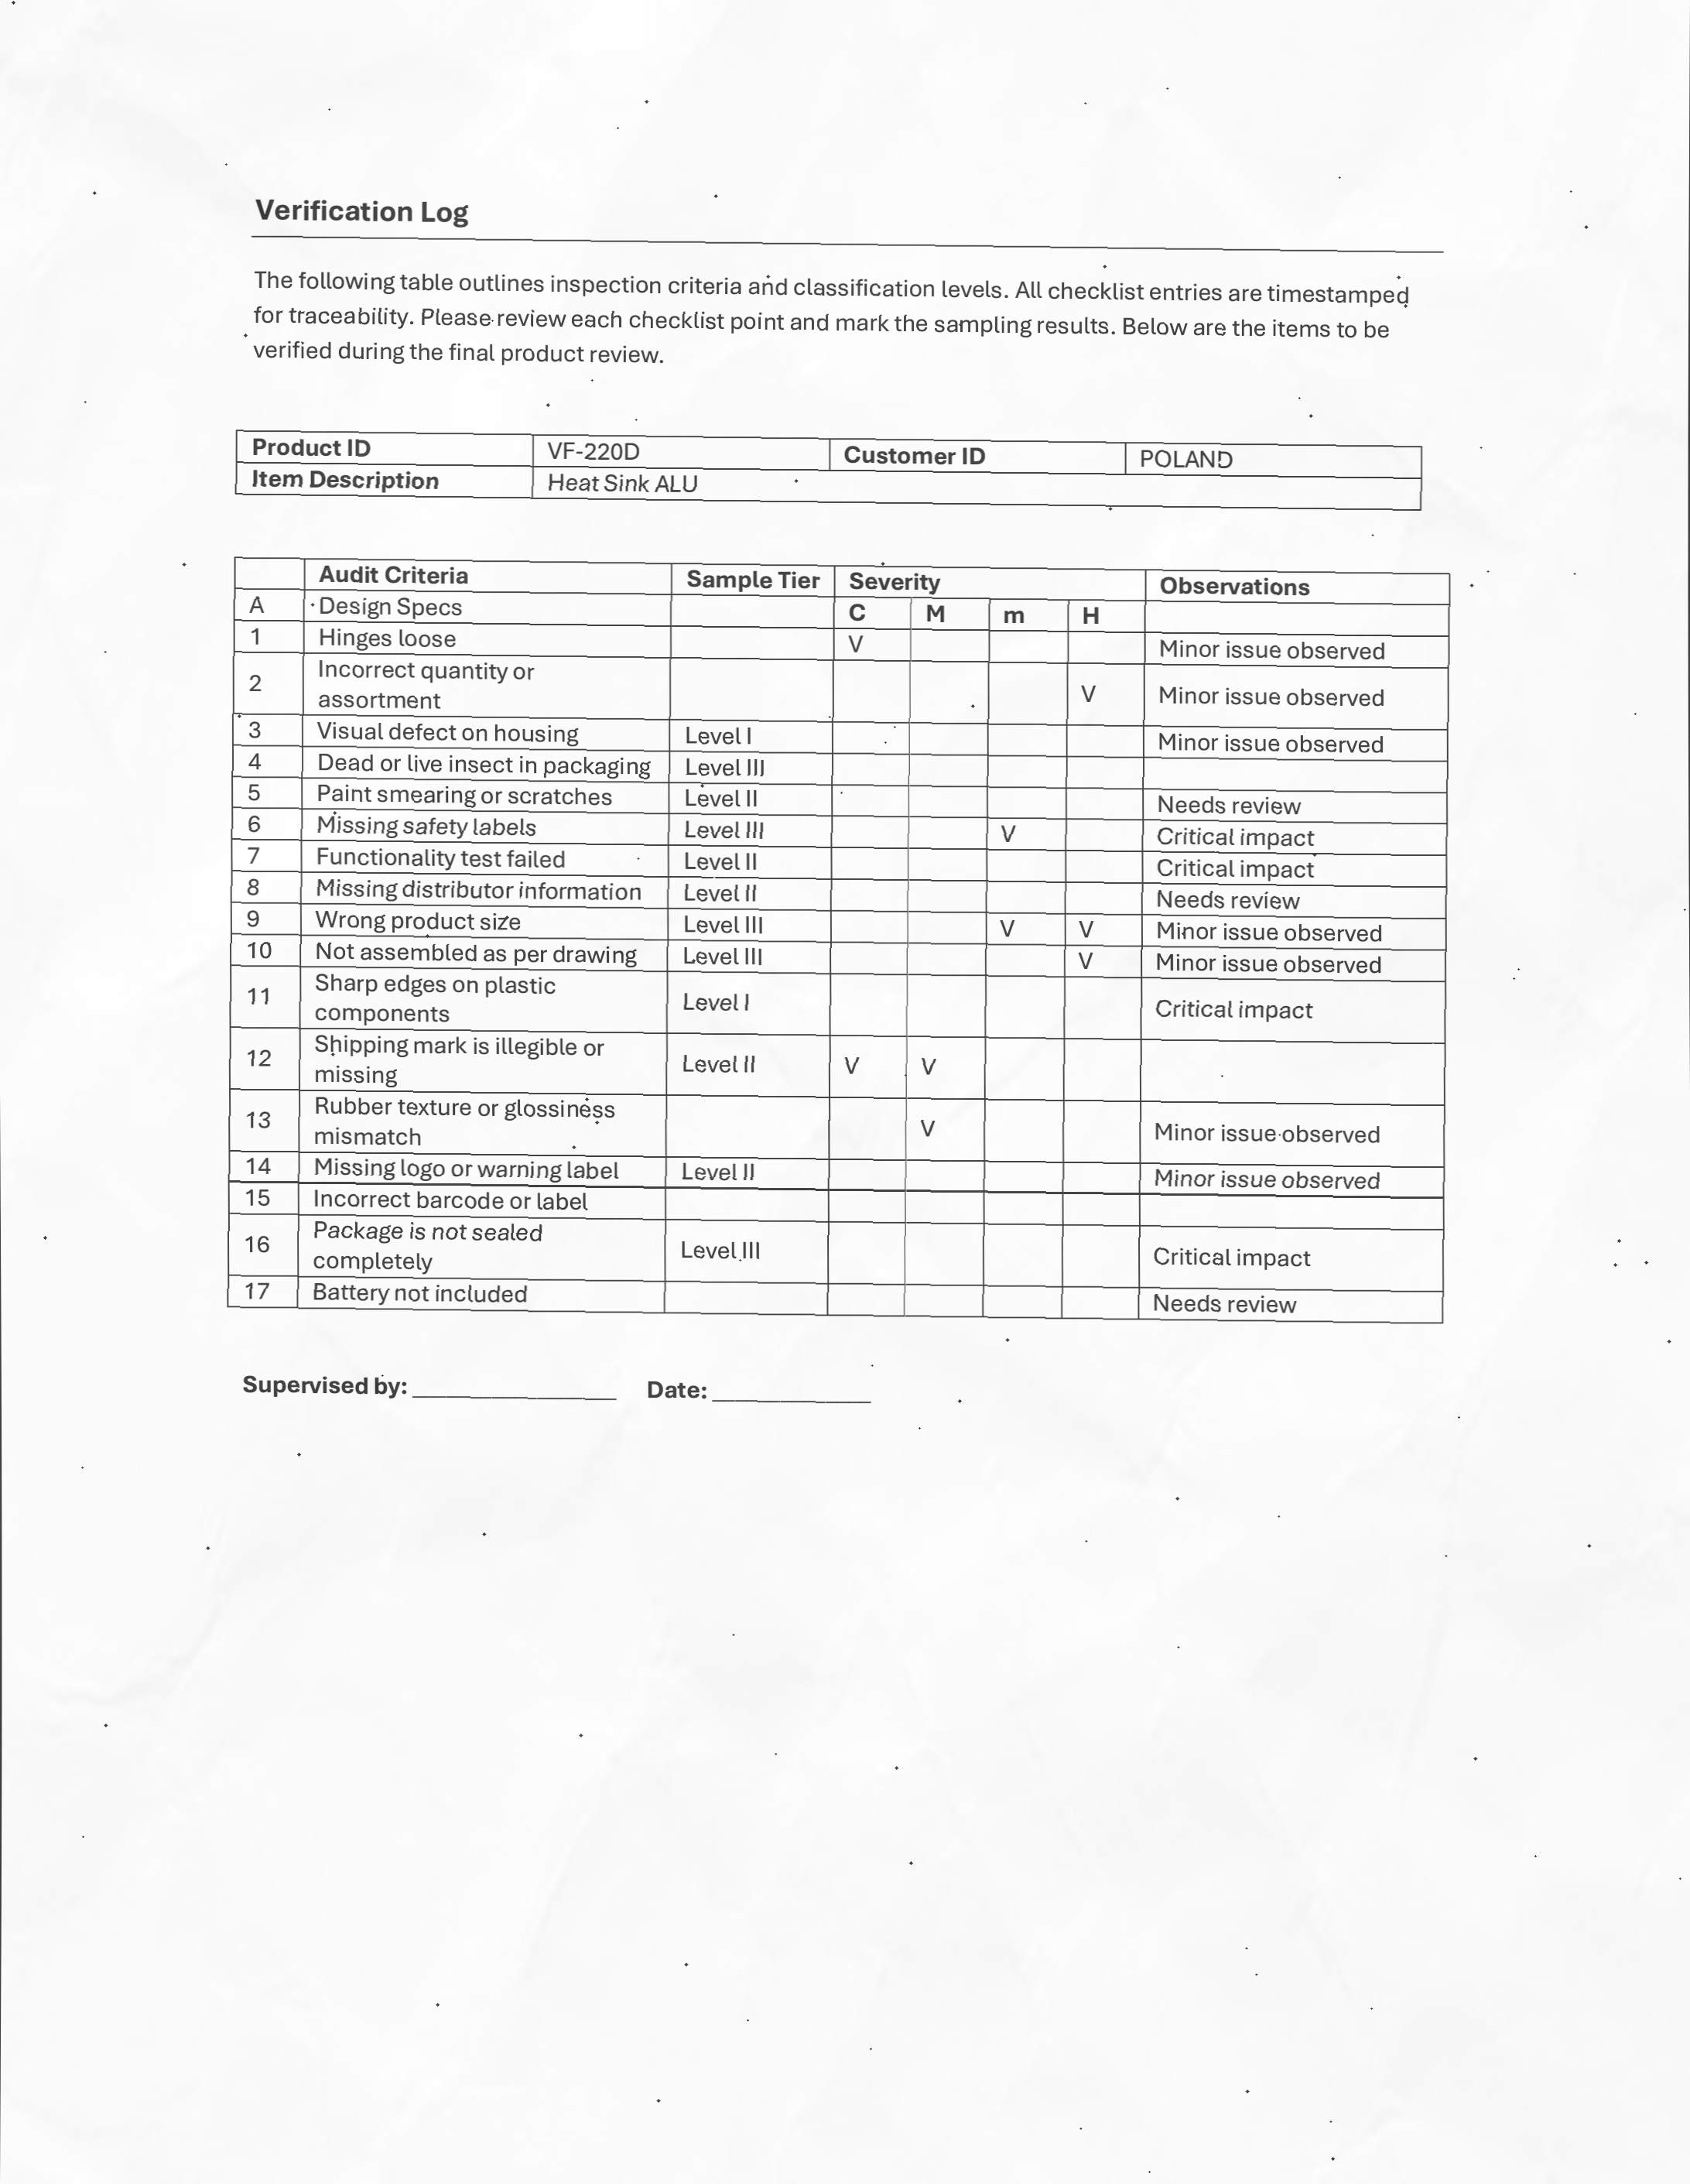 Verification Log
The following table outlines inspection criteria and classification levels. All checklist entries are timestamped
for traceability. Please review each checklist point and mark the sampling results. Below are the items to be
verified during the final product review.
Product ID VF-220D Customer ID POLAND
Item Description Heat Sink ALU
Audit Criteria Sample Tier Severity Observations
A Design Specs C M m H
1 Hinges loose V Minor issue observed
2 Incorrect quantity or
assortment V Minor issue observed
3 Visual defect on housing Level I Minor issue observed
4 Dead or live insect in packaging Level III
5 Paint smearing or scratches Level II Needs review
6 Missing safety labels Level III V Critical impact
7 Functionality test failed Level II Critical impact
8 Missing distributor information Level II Needs review
9 Wrong product size Level III V V Minor issue observed
10 Not assembled as per drawing Level III V Minor issue observed
11 Sharp edges on plastic
components Level I Critical impact
12 Shipping mark is illegible or
missing Level II V V
13 Rubber texture or glossiness
mismatch V Minor issue observed
14 Missing logo or warning label Level II Minor issue observed
15 Incorrect barcode or label
16 Package is not sealed
completely Level III Critical impact
17 Battery not included Needs review
Supervised by: Date: